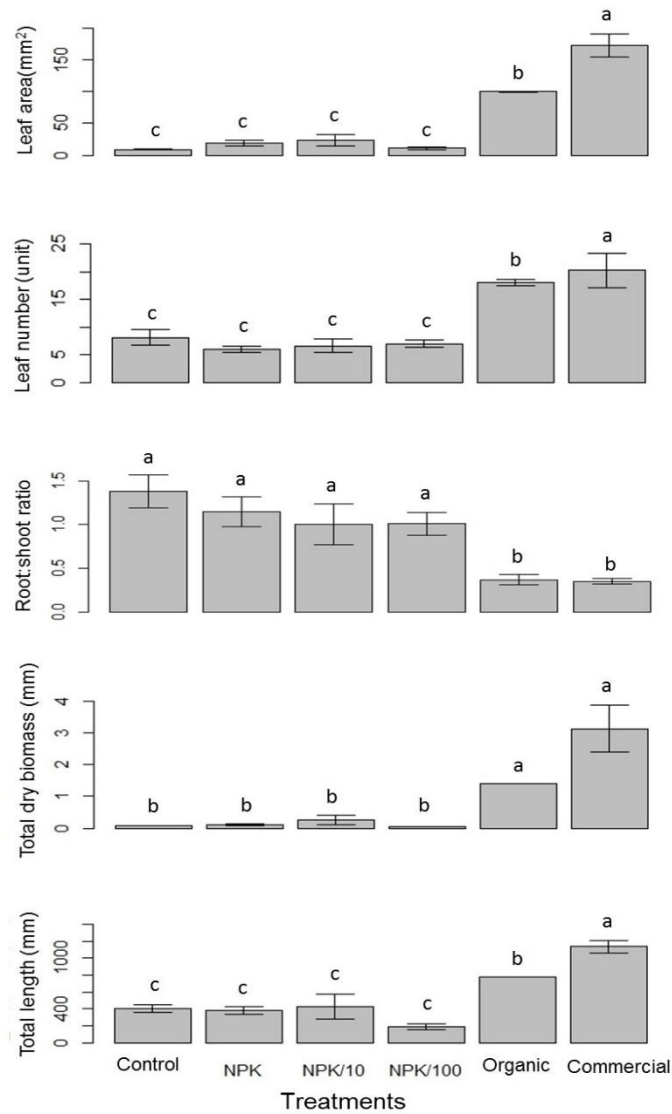 Leaf area(mm²)
0 50 150
c c c c b a
Leaf number (unit)
0 5 15 25
c c c c b a
Root:shoot ratio
0.0 0.5 1.0 1.5
a a a a b b
Total dry biomass (mm)
0 1 2 3 4
b b b b a a
Total length (mm)
0 400 1000
c c c c b a
Control NPK NPK/10 NPK/100 Organic Commercial
Treatments